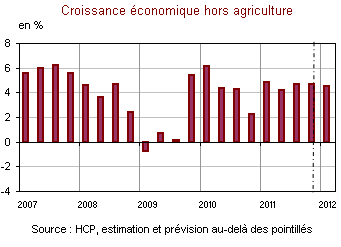 Croissance économique hors agriculture
en %
8
6
4
2
0
-2
-4
2007 2008 2009 2010 2011 2012
Source : HCP, estimation et prévision au-delà des pointillés